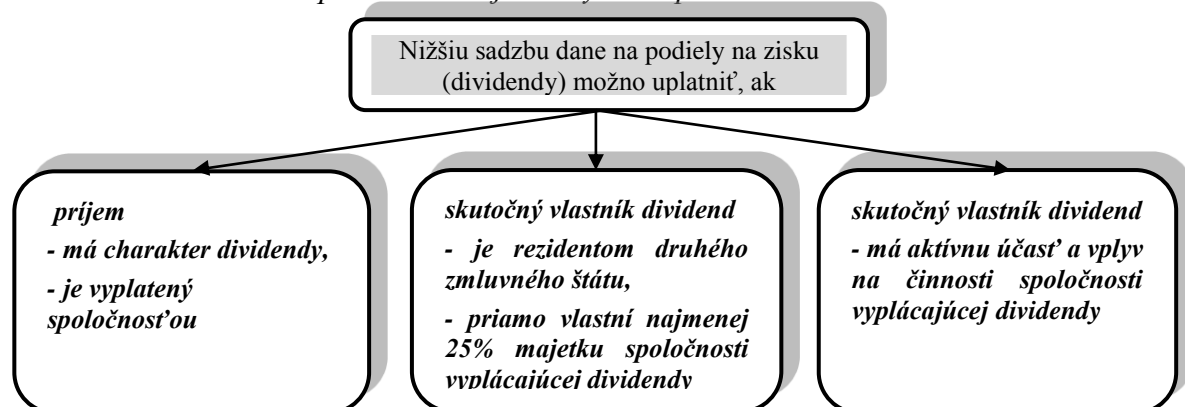 Nižšiu sadzbu dane na podiely na zisku
(dividendy) možno uplatniť, ak
príjem
- má charakter dividendy,
- je vyplatený
spoločnosťou
skutočný vlastník dividend
- je rezidentom druhého
zmluvného štátu,
- priamo vlastní najmenej
25% majetku spoločnosti
vyplácajúcej dividendy
skutočný vlastník dividend
- má aktívnu účasť a vplyv
na činnosti spoločnosti
vyplácajúcej dividendy